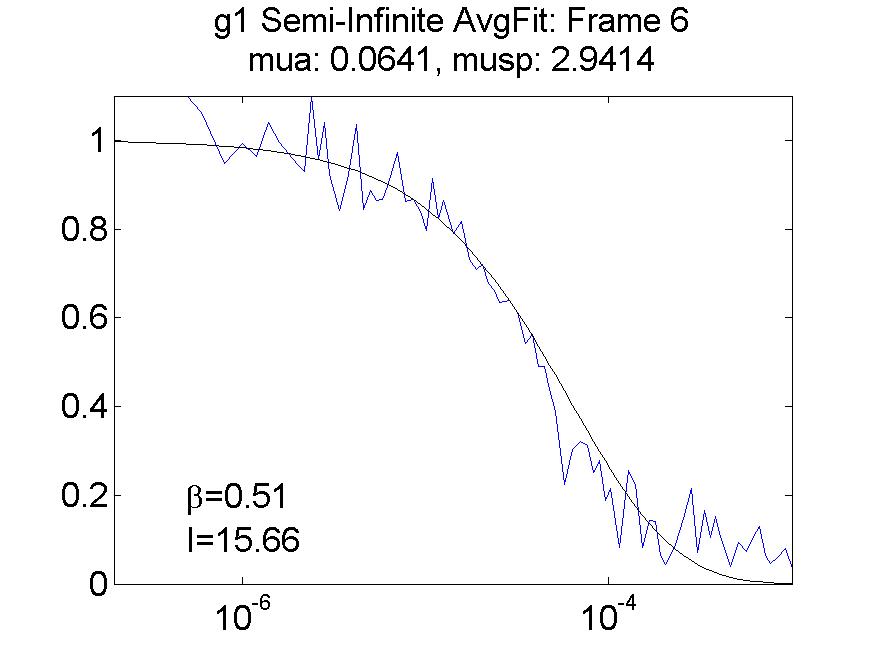 g1 Semi-Infinite AvgFit: Frame 6
mua: 0.0641, musp: 2.9414
1
0.8
0.6
0.4
0.2
0
β=0.51
I=15.66
10^-6
10^-4